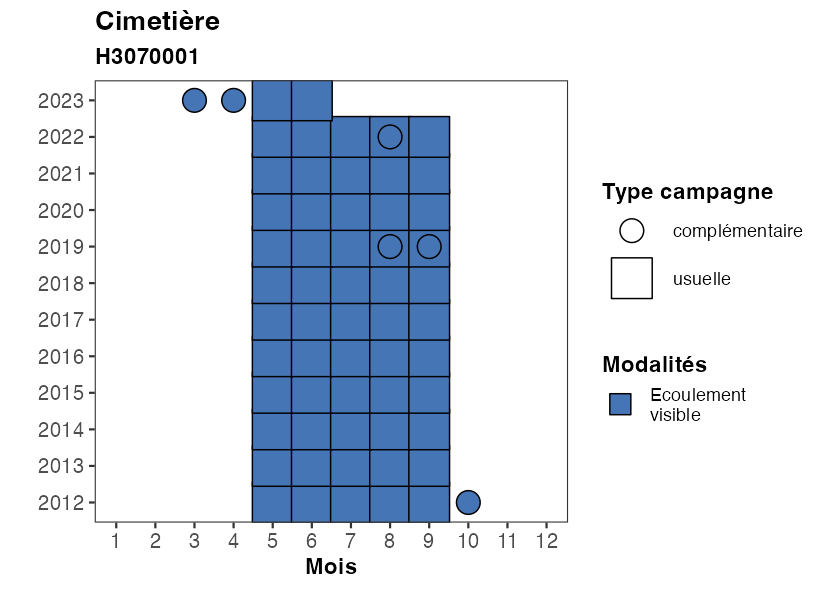 Cimetière
H3070001
2023
2022
2021
2020
2019
2018
2017
2016
2015
2014
2013
2012
1 2 3 4 5 6 7 8 9 10 11 12
Mois
Type campagne
complémentaire
usuelle
Modalités
Ecoulement
visible